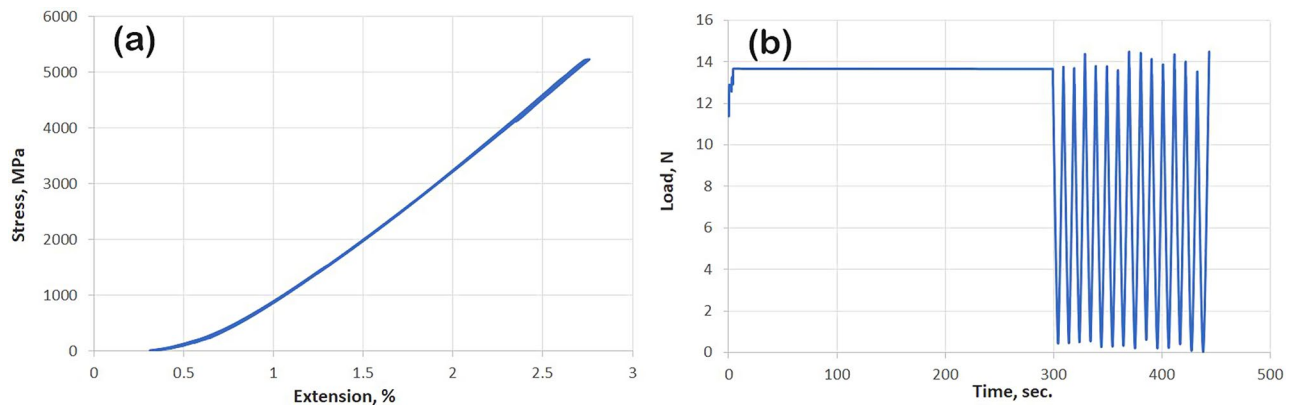 (a)
Stress, MPa
6000
5000
4000
3000
2000
1000
0
0 0.5 1 1.5 2 2.5 3
Extension, %
(b)
Load, N
16
14
12
10
8
6
4
2
0
0 100 200 300 400 500
Time, sec.